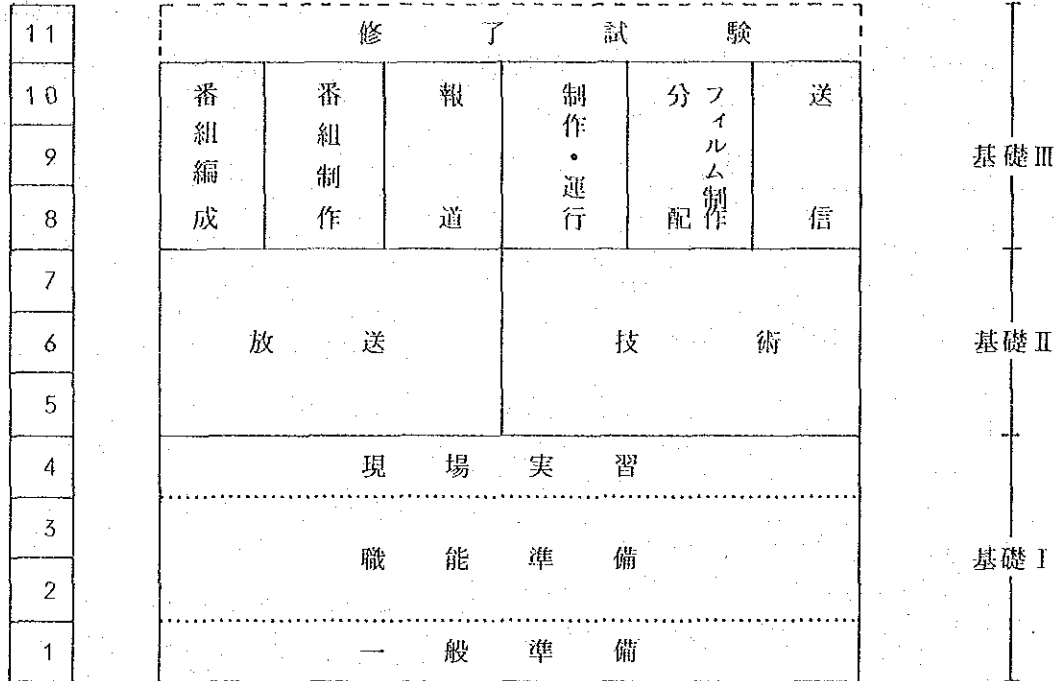 11
修了試験
10
9
8
番組編成
番組制作
報道
制作・運行
分配
フィルム制作
送信
基礎Ⅲ
7
6
5
放送
技術
基礎Ⅱ
4
現場実習
3
2
職能準備
基礎Ⅰ
1
一般準備